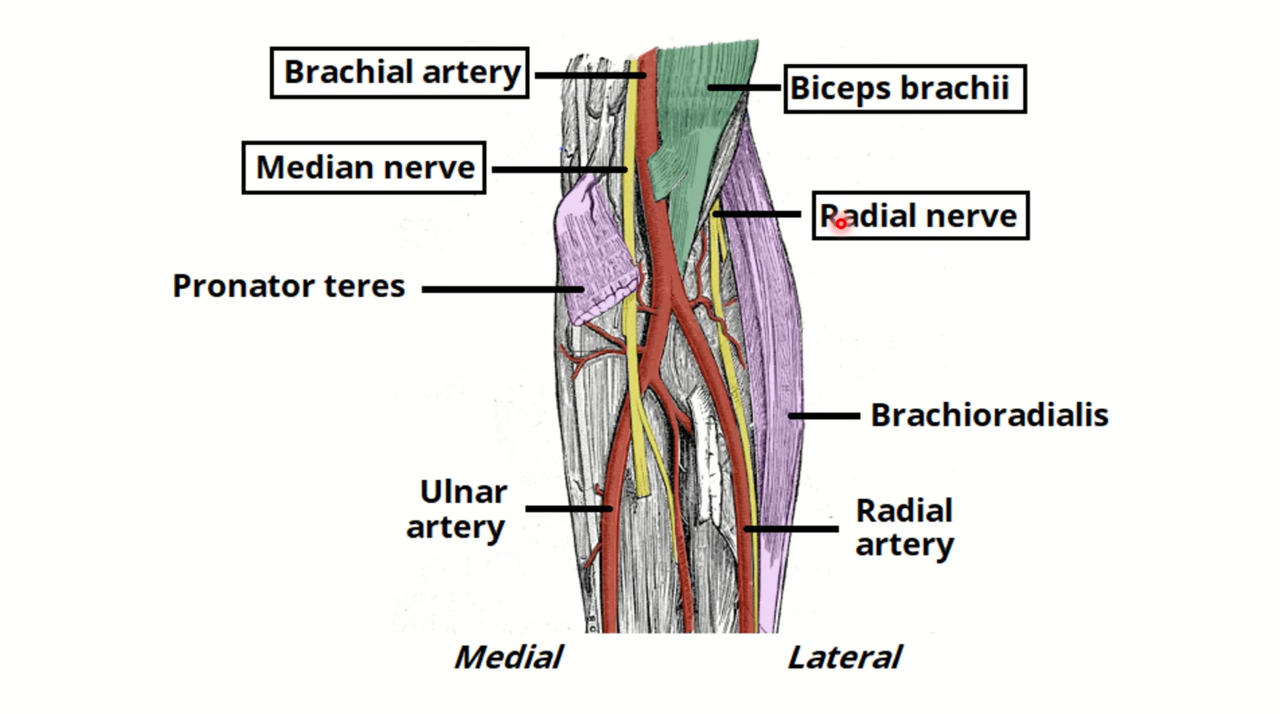 Brachial artery
Biceps brachii
Median nerve
Radial nerve
Pronator teres
Brachioradialis
Ulnar
artery
Radial
artery
Medial
Lateral